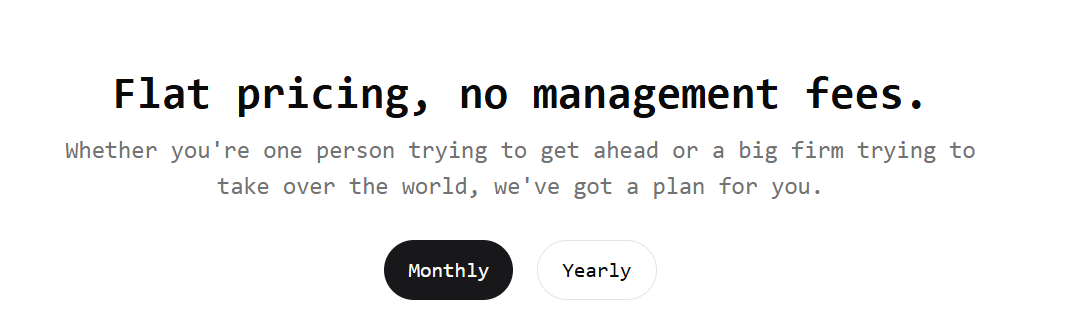 Flat pricing, no management fees.
Whether you're one person trying to get ahead or a big firm trying to
take over the world, we've got a plan for you.
Monthly
Yearly